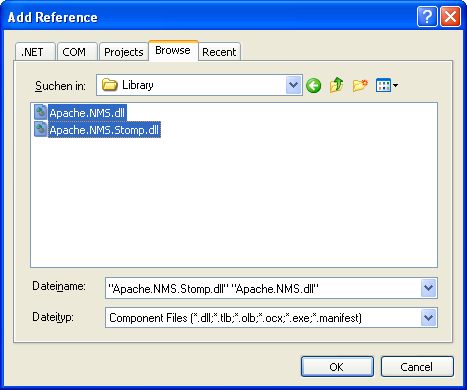 Add Reference
.NET COM Projects Browse Recent
Suchen in: Library
Apache.NMS.dll
Apache.NMS.Stomp.dll
Dateiname: "Apache.NMS.Stomp.dll" "Apache.NMS.dll"
Dateityp: Component Files (*.dll;*.tlb;*.olb;*.ocx;*.exe;*.manifest)
OK Cancel